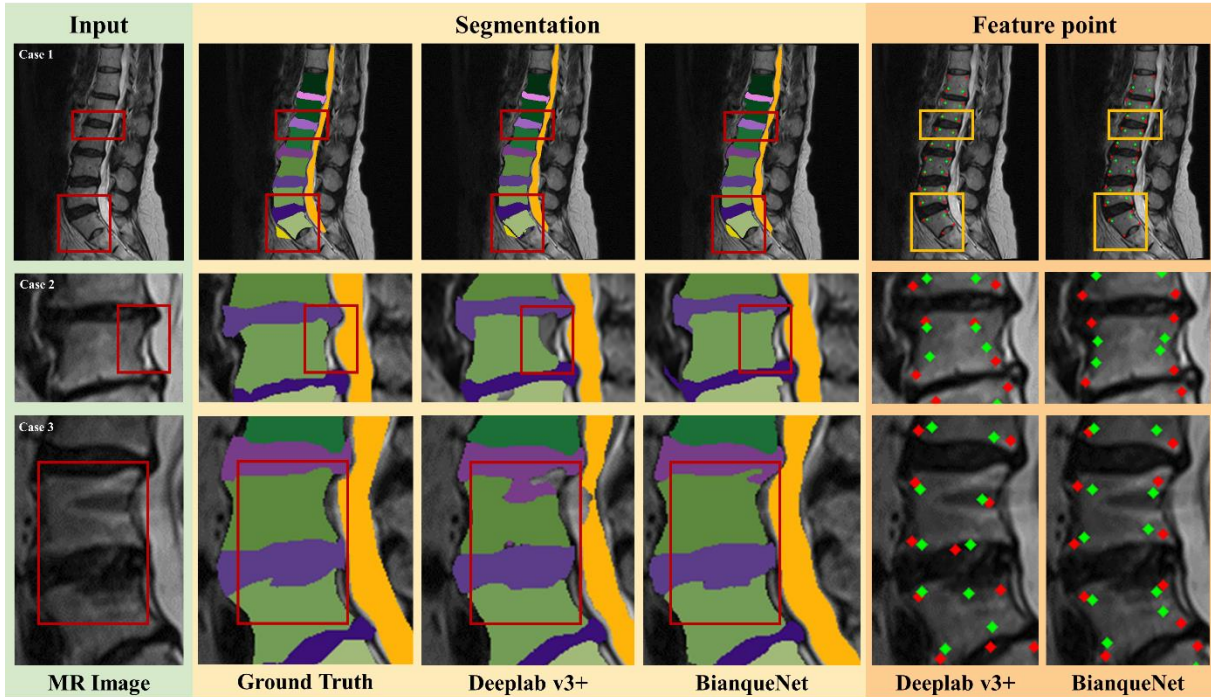 Input
Segmentation
Feature point
Case 1
Case 2
Case 3
MR Image
Ground Truth
Deeplab v3+
BianqueNet
Deeplab v3+
BianqueNet